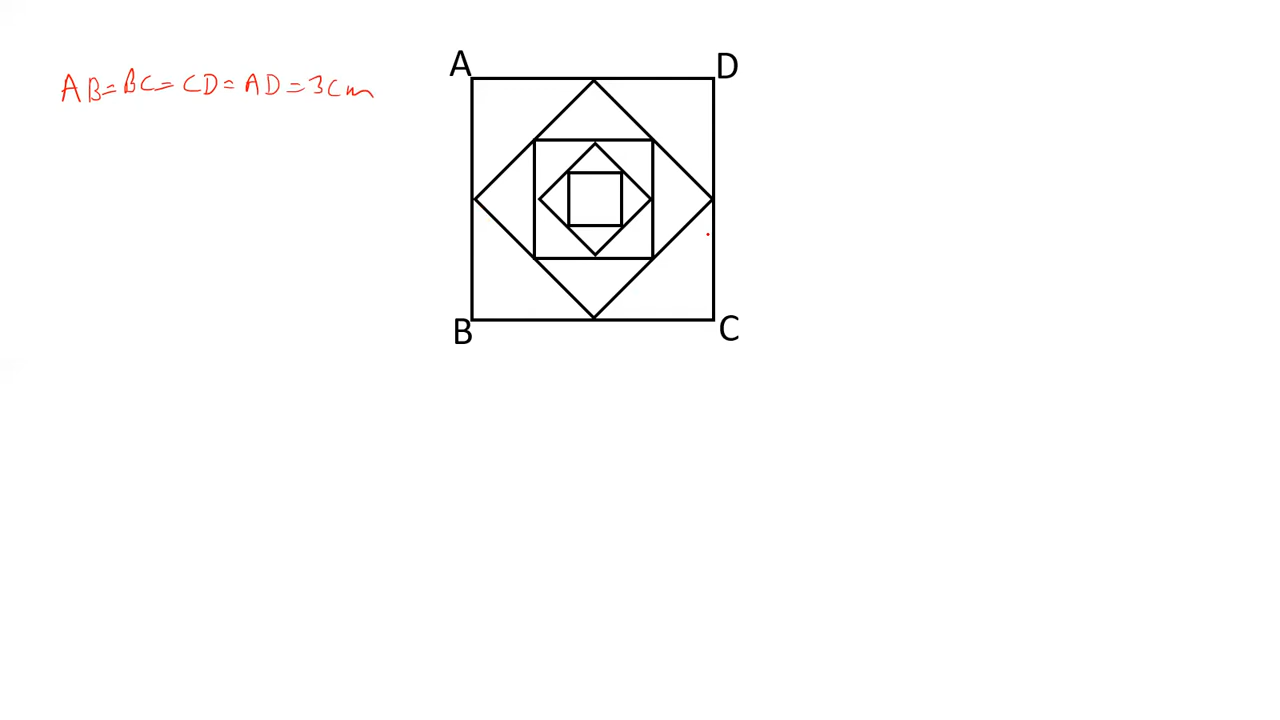 A D
AB = BC = CD = AD = 3cm
B C